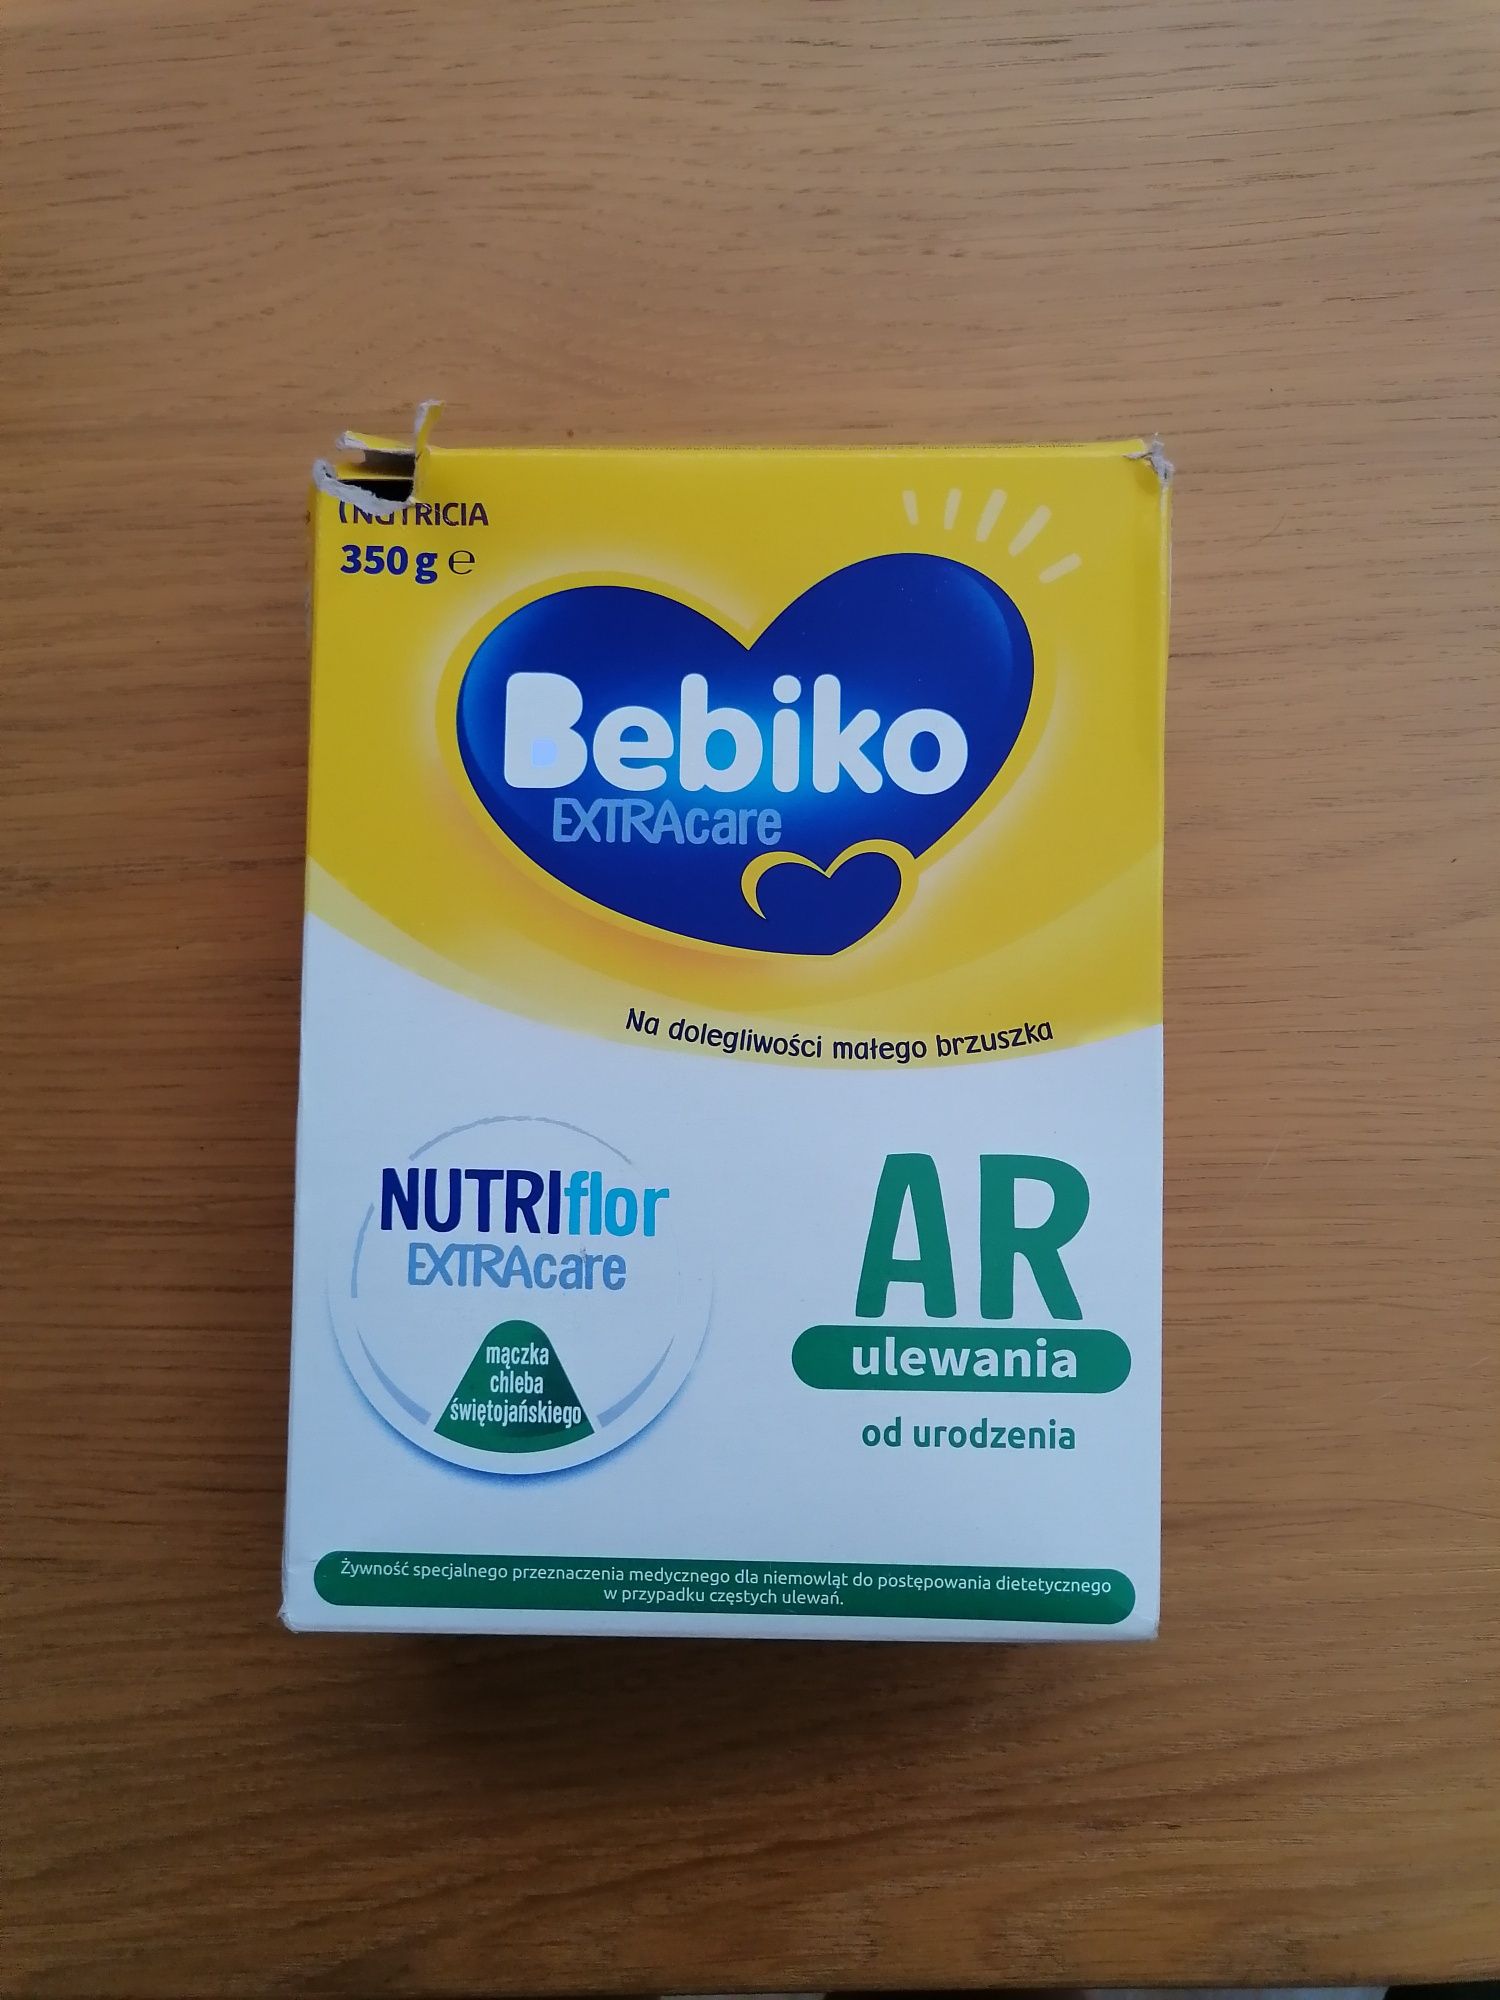 NUTRICIA
350 g ℮
Bebiko
EXTRAcare
Na dolegliwości małego brzuszka
NUTRIflor
EXTRAcare
mączka
chleba
świętojańskiego
AR
ulewania
od urodzenia
Żywność specjalnego przeznaczenia medycznego dla niemowląt do postępowania dietetycznego
w przypadku częstych ulewań.